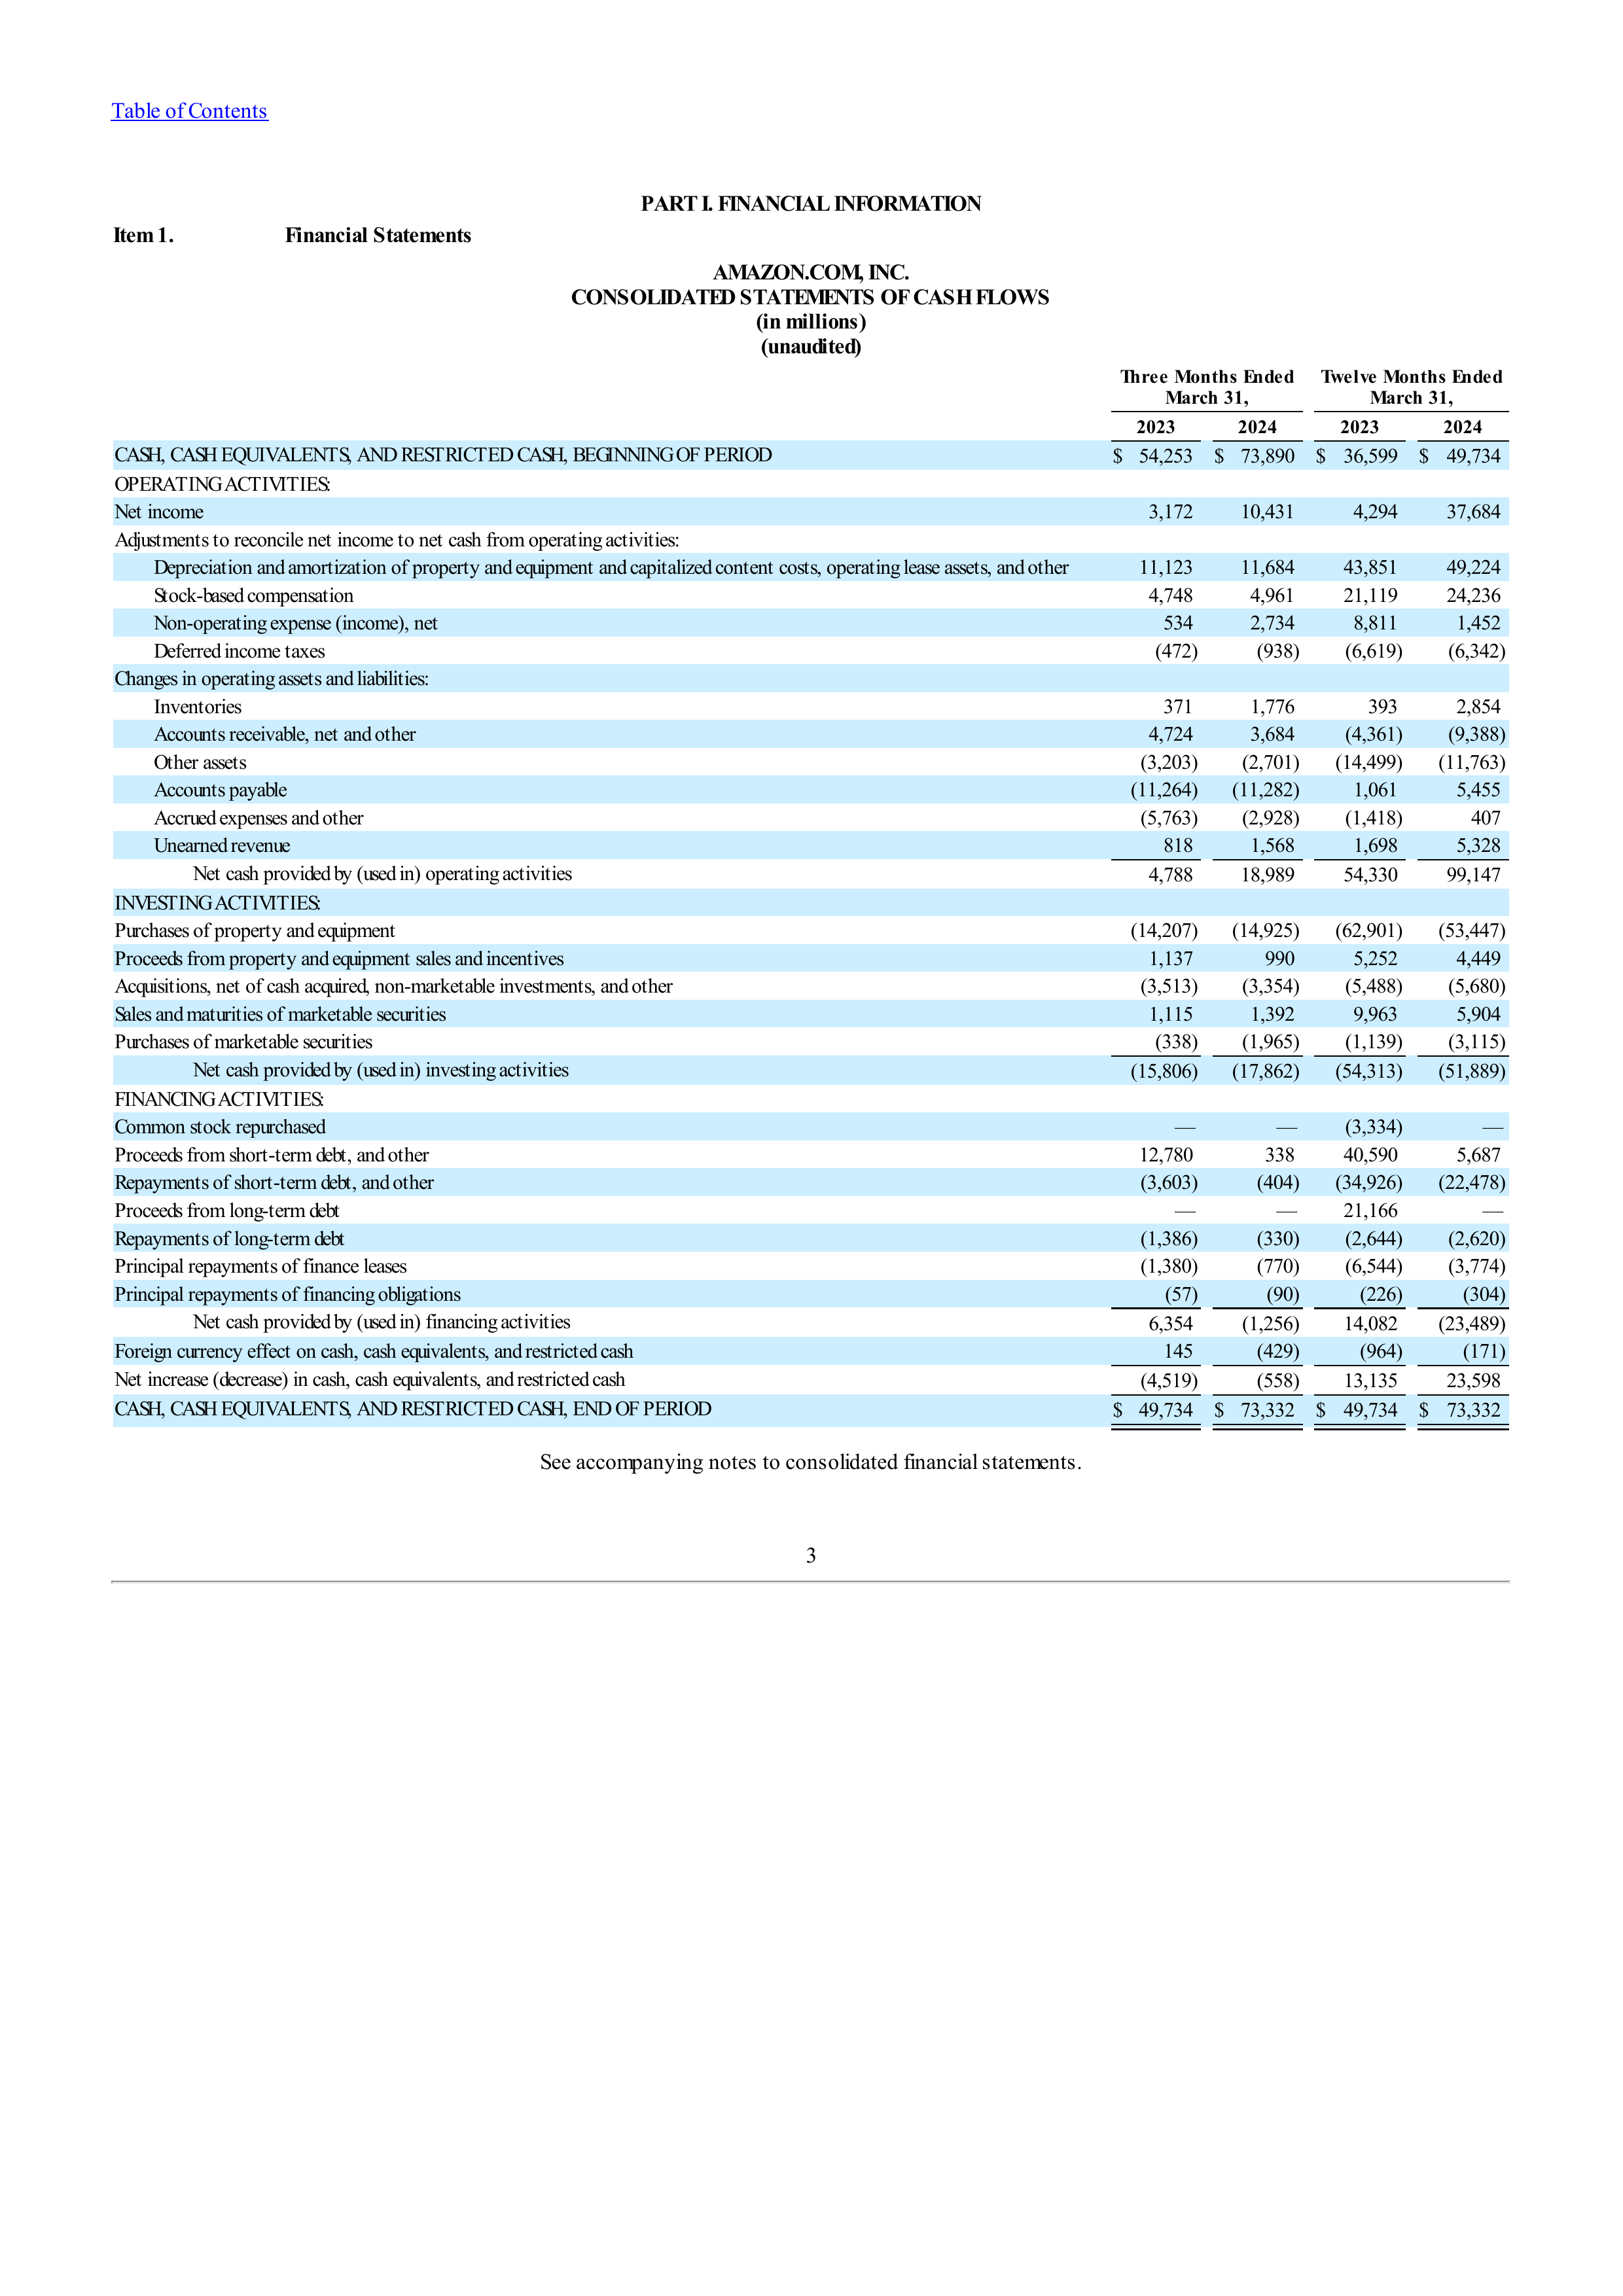 Table of Contents
PART I. FINANCIAL INFORMATION
Item 1. Financial Statements
AMAZON.COM, INC.
CONSOLIDATED STATEMENTS OF CASH FLOWS
(in millions)
(unaudited)
Three Months Ended Twelve Months Ended
March 31, March 31,
2023 2024 2023 2024
CASH, CASH EQUIVALENTS, AND RESTRICTED CASH, BEGINNING OF PERIOD $ 54,253 $ 73,890 $ 36,599 $ 49,734
OPERATING ACTIVITIES:
Net income 3,172 10,431 4,294 37,684
Adjustments to reconcile net income to net cash from operating activities:
Depreciation and amortization of property and equipment and capitalized content costs, operating lease assets, and other 11,123 11,684 43,851 49,224
Stock-based compensation 4,748 4,961 21,119 24,236
Non-operating expense (income), net 534 2,734 8,811 1,452
Deferred income taxes (472) (938) (6,619) (6,342)
Changes in operating assets and liabilities:
Inventories 371 1,776 393 2,854
Accounts receivable, net and other 4,724 3,684 (4,361) (9,388)
Other assets (3,203) (2,701) (14,499) (11,763)
Accounts payable (11,264) (11,282) 1,061 5,455
Accrued expenses and other (5,763) (2,928) (1,418) 407
Unearned revenue 818 1,568 1,698 5,328
Net cash provided by (used in) operating activities 4,788 18,989 54,330 99,147
INVESTING ACTIVITIES:
Purchases of property and equipment (14,207) (14,925) (62,901) (53,447)
Proceeds from property and equipment sales and incentives 1,137 990 5,252 4,449
Acquisitions, net of cash acquired, non-marketable investments, and other (3,513) (3,354) (5,488) (5,680)
Sales and maturities of marketable securities 1,115 1,392 9,963 5,904
Purchases of marketable securities (338) (1,965) (1,139) (3,115)
Net cash provided by (used in) investing activities (15,806) (17,862) (54,313) (51,889)
FINANCING ACTIVITIES:
Common stock repurchased — — (3,334) —
Proceeds from short-term debt, and other 12,780 338 40,590 5,687
Repayments of short-term debt, and other (3,603) (404) (34,926) (22,478)
Proceeds from long-term debt — — 21,166 —
Repayments of long-term debt (1,386) (330) (2,644) (2,620)
Principal repayments of finance leases (1,380) (770) (6,544) (3,774)
Principal repayments of financing obligations (57) (90) (226) (304)
Net cash provided by (used in) financing activities 6,354 (1,256) 14,082 (23,489)
Foreign currency effect on cash, cash equivalents, and restricted cash 145 (429) (964) (171)
Net increase (decrease) in cash, cash equivalents, and restricted cash (4,519) (558) 13,135 23,598
CASH, CASH EQUIVALENTS, AND RESTRICTED CASH, END OF PERIOD $ 49,734 $ 73,332 $ 49,734 $ 73,332
See accompanying notes to consolidated financial statements.
3